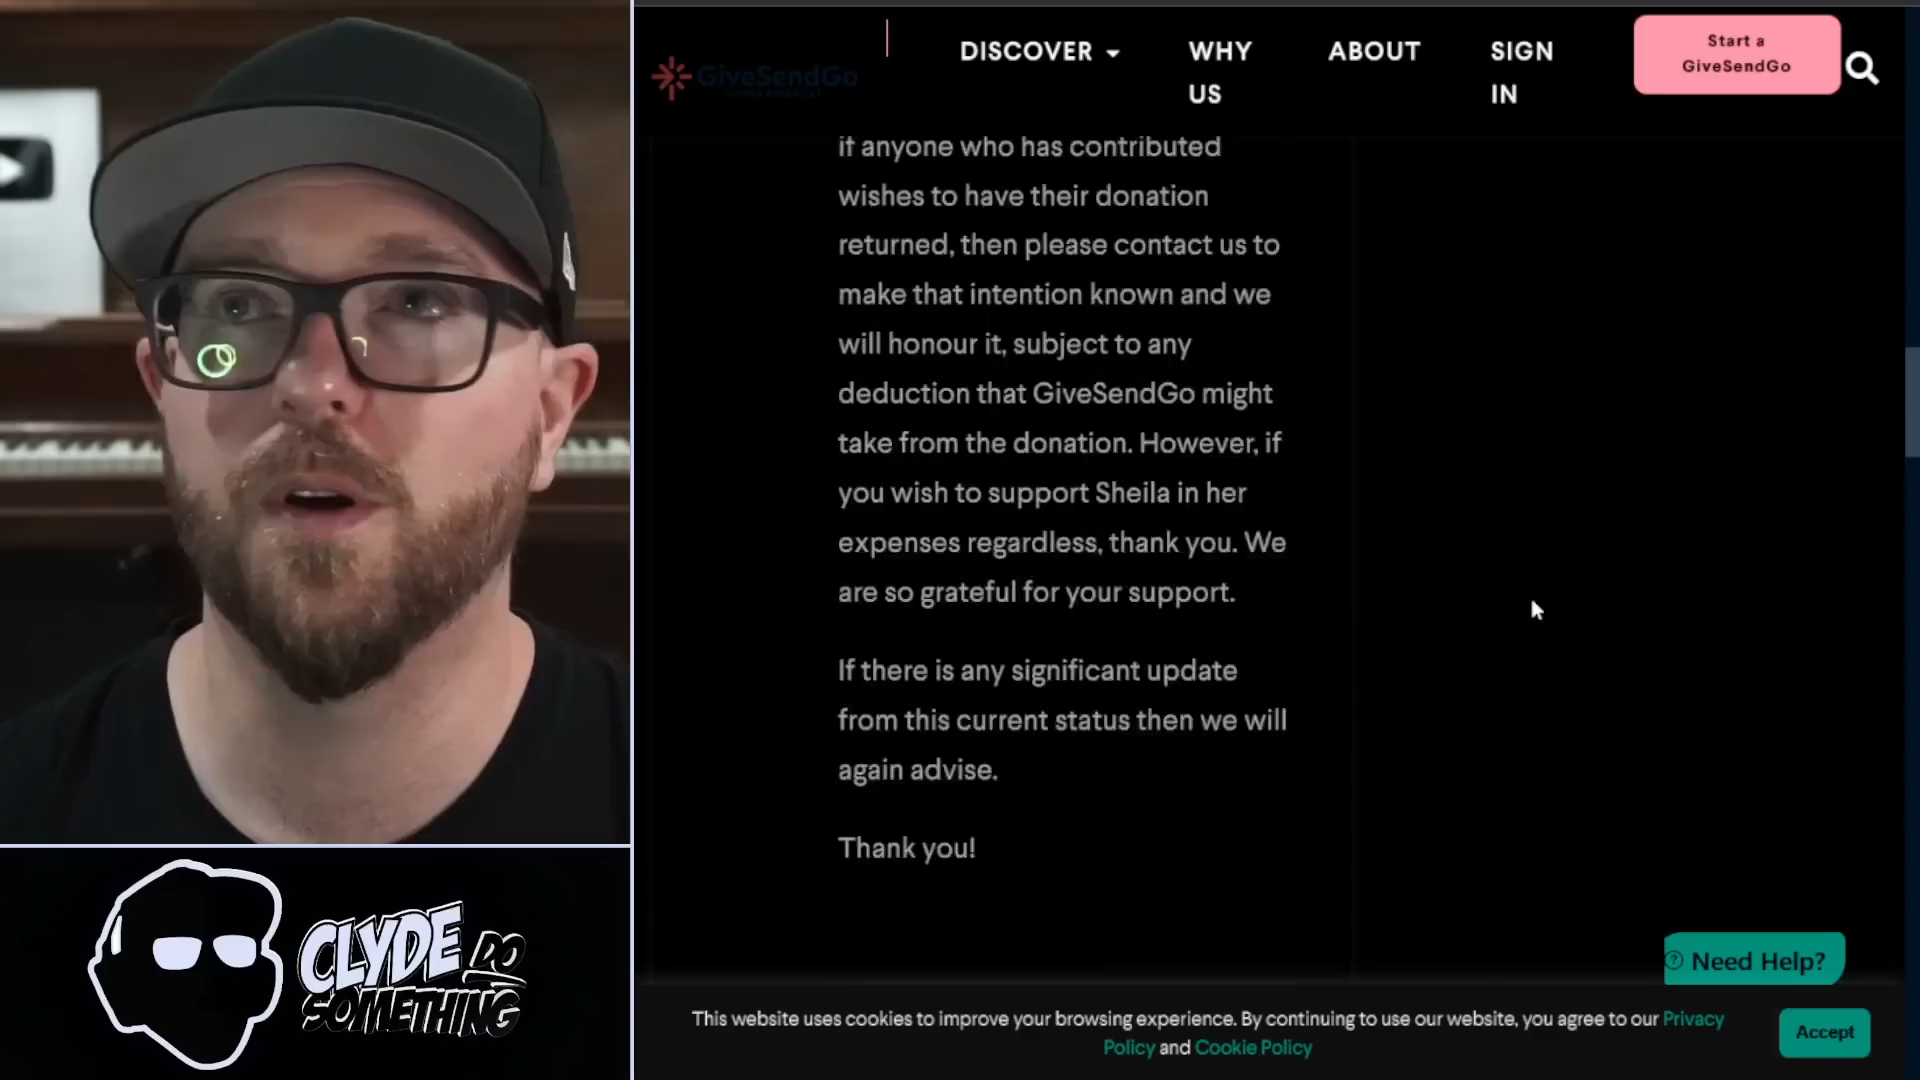 DISCOVER
WHY
US
ABOUT
SIGN
IN
Start a
GiveSendGo
GiveSendGo
if anyone who has contributed
wishes to have their donation
returned, then please contact us to
make that intention known and we
will honour it, subject to any
deduction that GiveSendGo might
take from the donation. However, if
you wish to support Sheila in her
expenses regardless, thank you. We
are so grateful for your support.
If there is any significant update
from this current status then we will
again advise.
Thank you!
Need Help?
This website uses cookies to improve your browsing experience. By continuing to use our website, you agree to our Privacy
Policy and Cookie Policy
Accept
CLYDE DO
SOMETHING